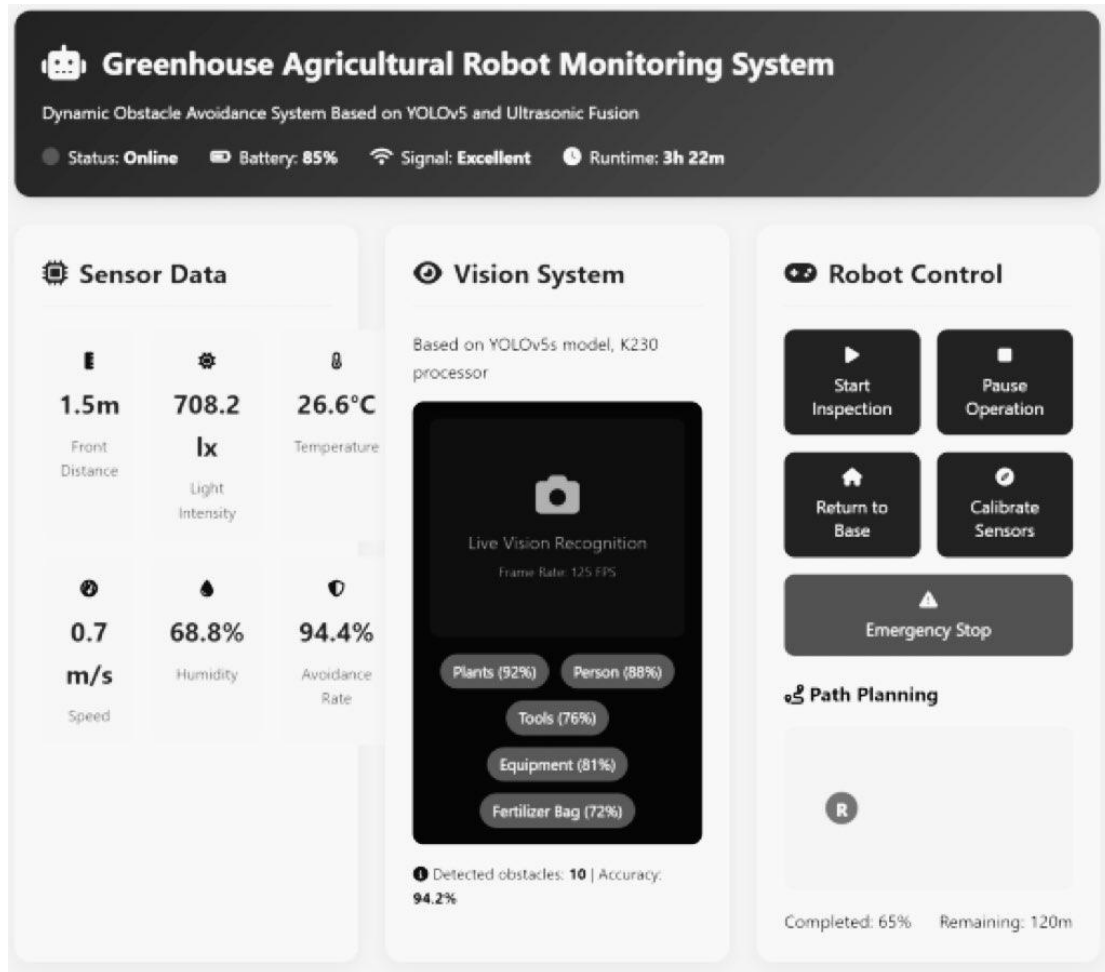 Greenhouse Agricultural Robot Monitoring System
Dynamic Obstacle Avoidance System Based on YOLOv5 and Ultrasonic Fusion
Status: Online Battery: 85% Signal: Excellent Runtime: 3h 22m
Sensor Data
1.5m
Front
Distance
708.2
lx
Light
Intensity
26.6°C
Temperature
0.7
m/s
Speed
68.8%
Humidity
94.4%
Avoidance
Rate
Vision System
Based on YOLOv5s model, K230
processor
Live Vision Recognition
Frame Rate: 125 FPS
Plants (92%) Person (88%)
Tools (76%)
Equipment (81%)
Fertilizer Bag (72%)
Detected obstacles: 10 | Accuracy:
94.2%
Robot Control
Start
Inspection
Pause
Operation
Return to
Base
Calibrate
Sensors
Emergency Stop
Path Planning
R
Completed: 65% Remaining: 120m